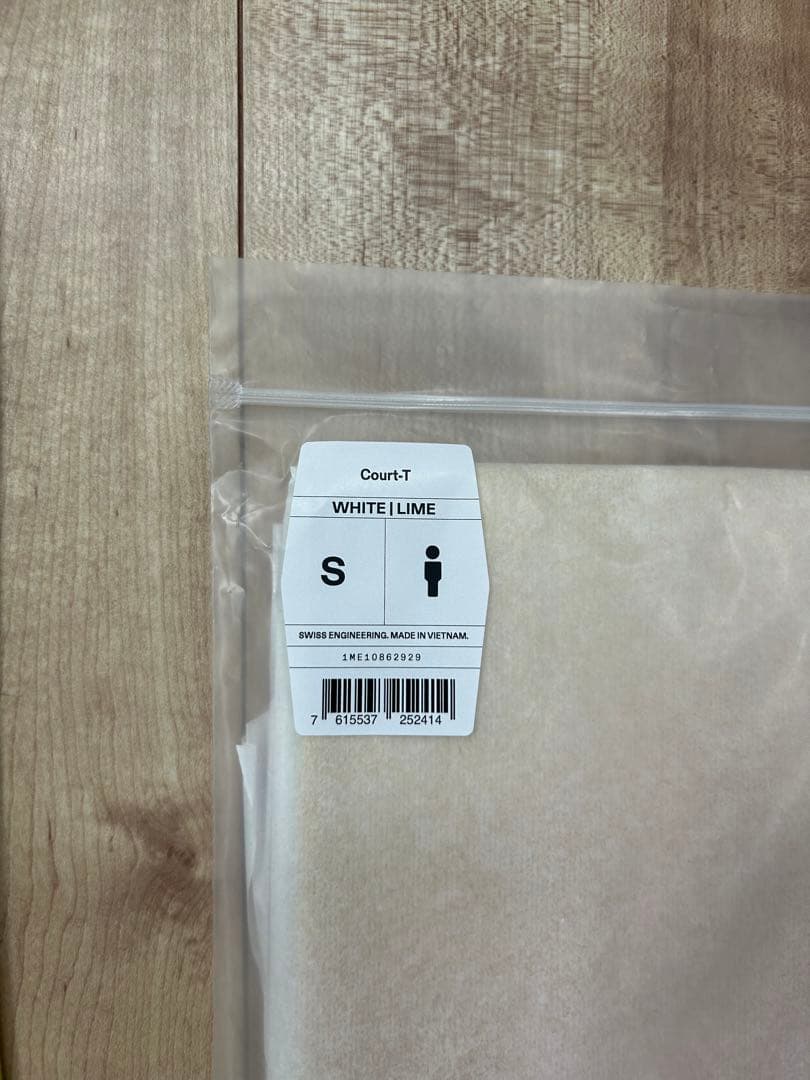 Court-T
WHITE | LIME
S
SWISS ENGINEERING. MADE IN VIETNAM.
1ME10862929
7 615537 252414